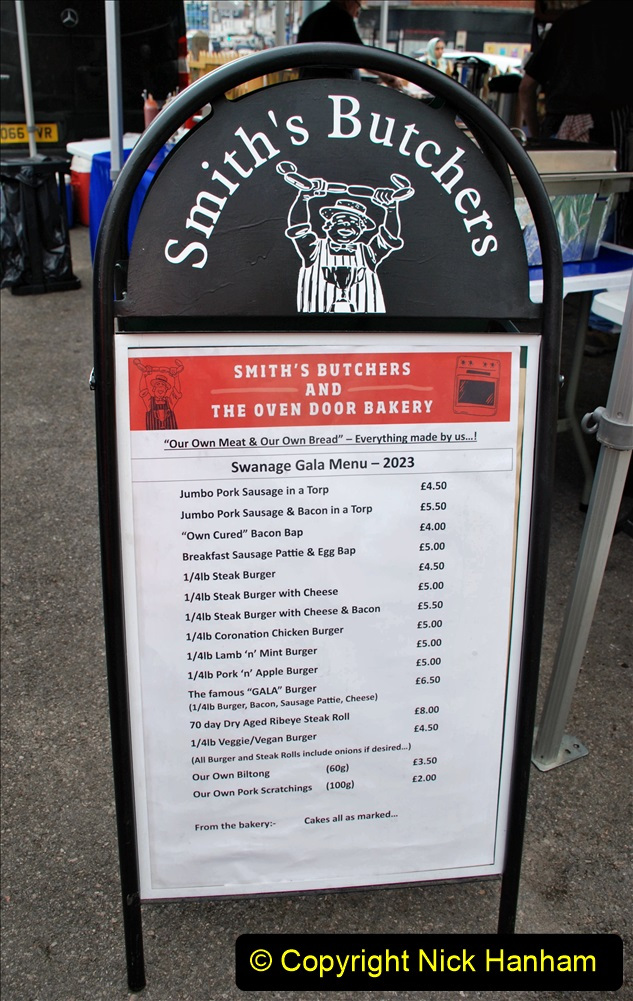 Smith's Butchers
SMITH'S BUTCHERS
AND
THE OVEN DOOR BAKERY
"Our Own Meat & Our Own Bread" – Everything made by us...!
Swanage Gala Menu – 2023
Jumbo Pork Sausage in a Torp £4.50
Jumbo Pork Sausage & Bacon in a Torp £5.50
"Own Cured" Bacon Bap £4.00
Breakfast Sausage Pattie & Egg Bap £5.00
1/4lb Steak Burger £4.50
1/4lb Steak Burger with Cheese £5.00
1/4lb Steak Burger with Cheese & Bacon £5.50
1/4lb Coronation Chicken Burger £5.00
1/4lb Lamb 'n' Mint Burger £5.00
1/4lb Pork 'n' Apple Burger £5.00
The famous "GALA" Burger £6.50
(1/4lb Burger, Bacon, Sausage Pattie, Cheese)
70 day Dry Aged Ribeye Steak Roll £8.00
1/4lb Veggie/Vegan Burger £4.50
(All Burger and Steak Rolls include onions if desired...)
Our Own Biltong (60g) £3.50
Our Own Pork Scratchings (100g) £2.00
From the bakery:- Cakes all as marked...
© Copyright Nick Hanham